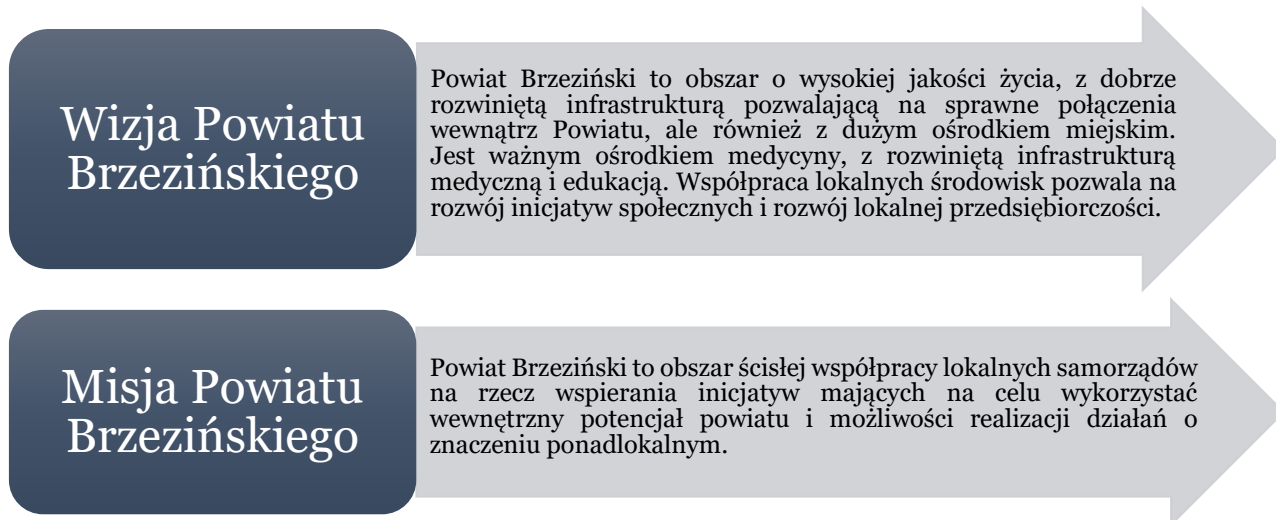 Wizja Powiatu
Brzezińskiego
Powiat Brzeziński to obszar o wysokiej jakości życia, z dobrze
rozwiniętą infrastrukturą pozwalającą na sprawne połączenia
wewnątrz Powiatu, ale również z dużym ośrodkiem miejskim.
Jest ważnym ośrodkiem medycyny, z rozwiniętą infrastrukturą
medyczną i edukacją. Współpraca lokalnych środowisk pozwala na
rozwój inicjatyw społecznych i rozwój lokalnej przedsiębiorczości.
Misja Powiatu
Brzezińskiego
Powiat Brzeziński to obszar ścisłej współpracy lokalnych samorządów
na rzecz wspierania inicjatyw mających na celu wykorzystać
wewnętrzny potencjał powiatu i możliwości realizacji działań o
znaczeniu ponadlokalnym.